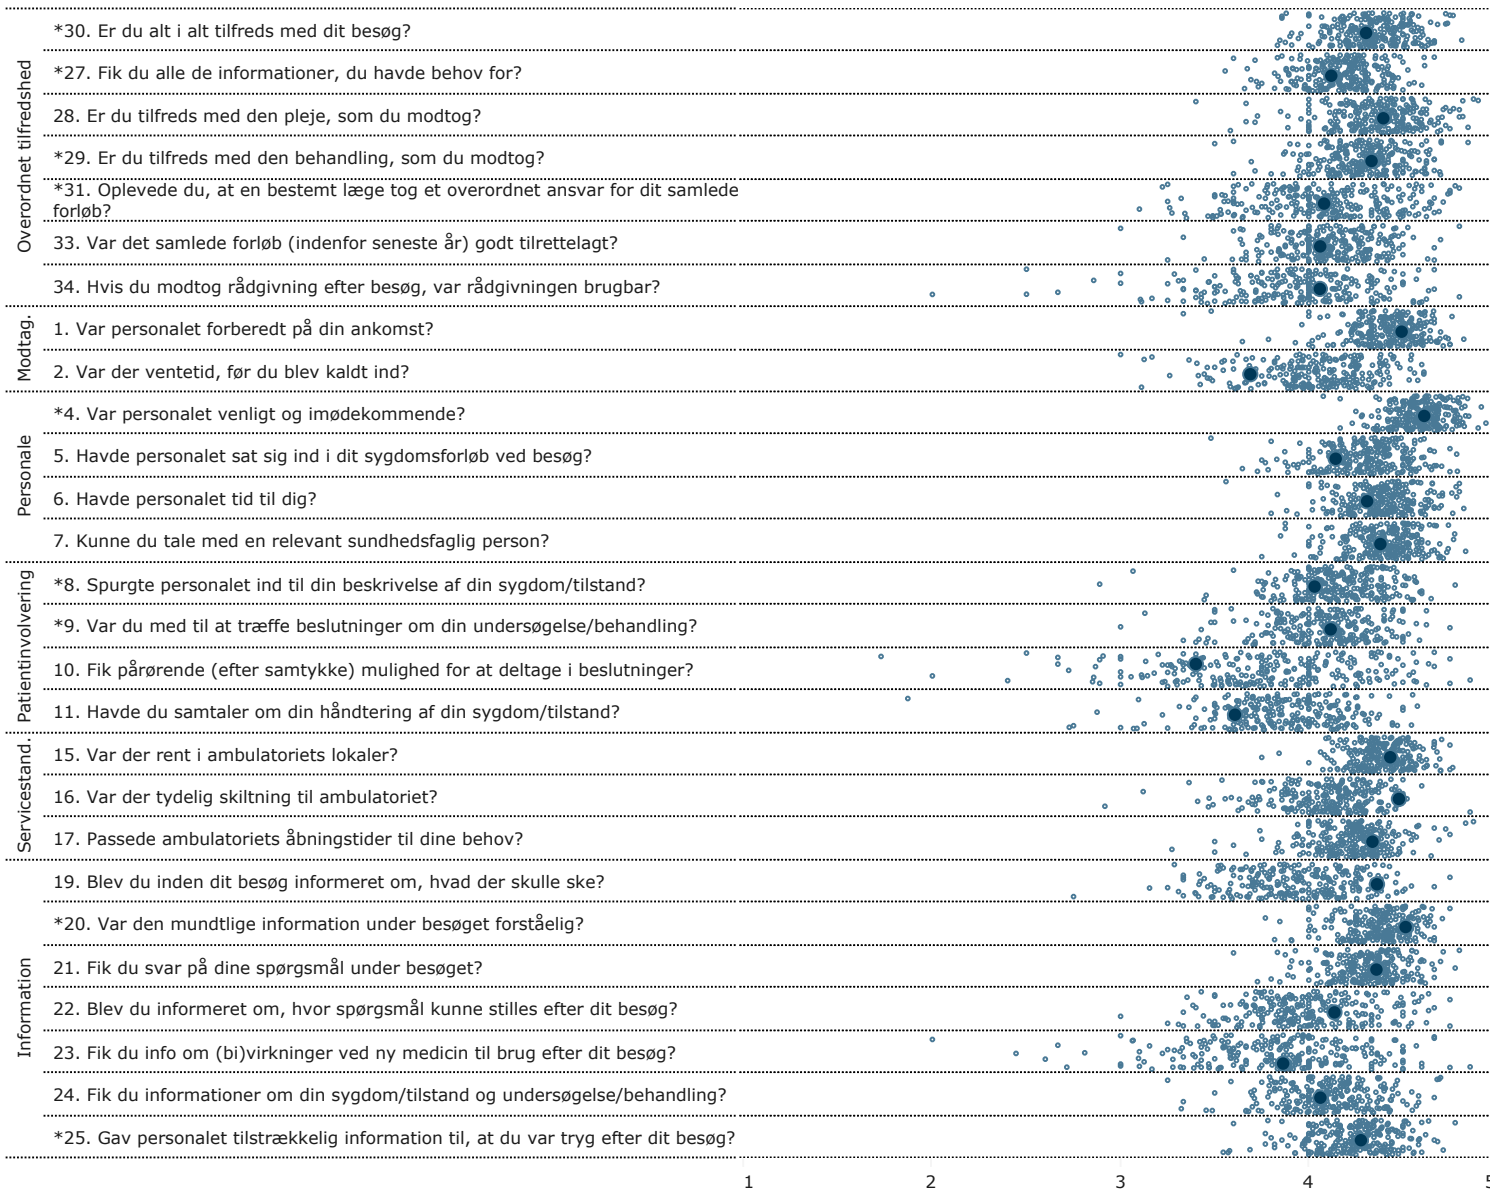 Overordnet tilfredshed
*30. Er du alt i alt tilfreds med dit besøg?
*27. Fik du alle de informationer, du havde behov for?
28. Er du tilfreds med den pleje, som du modtog?
*29. Er du tilfreds med den behandling, som du modtog?
*31. Oplevede du, at en bestemt læge tog et overordnet ansvar for dit samlede
forløb?
33. Var det samlede forløb (indenfor seneste år) godt tilrettelagt?
34. Hvis du modtog rådgivning efter besøg, var rådgivningen brugbar?
Modtag.
1. Var personalet forberedt på din ankomst?
2. Var der ventetid, før du blev kaldt ind?
Personale
*4. Var personalet venligt og imødekommende?
5. Havde personalet sat sig ind i dit sygdomsforløb ved besøg?
6. Havde personalet tid til dig?
7. Kunne du tale med en relevant sundhedsfaglig person?
Patientinvolvering
*8. Spurgte personalet ind til din beskrivelse af din sygdom/tilstand?
*9. Var du med til at træffe beslutninger om din undersøgelse/behandling?
10. Fik pårørende (efter samtykke) mulighed for at deltage i beslutninger?
11. Havde du samtaler om din håndtering af din sygdom/tilstand?
Servicestand.
15. Var der rent i ambulatoriets lokaler?
16. Var der tydelig skiltning til ambulatoriet?
17. Passede ambulatoriets åbningstider til dine behov?
Information
19. Blev du inden dit besøg informeret om, hvad der skulle ske?
*20. Var den mundtlige information under besøget forståelig?
21. Fik du svar på dine spørgsmål under besøget?
22. Blev du informeret om, hvor spørgsmål kunne stilles efter dit besøg?
23. Fik du info om (bi)virkninger ved ny medicin til brug efter dit besøg?
24. Fik du informationer om din sygdom/tilstand og undersøgelse/behandling?
*25. Gav personalet tilstrækkelig information til, at du var tryg efter dit besøg?
1 2 3 4 5